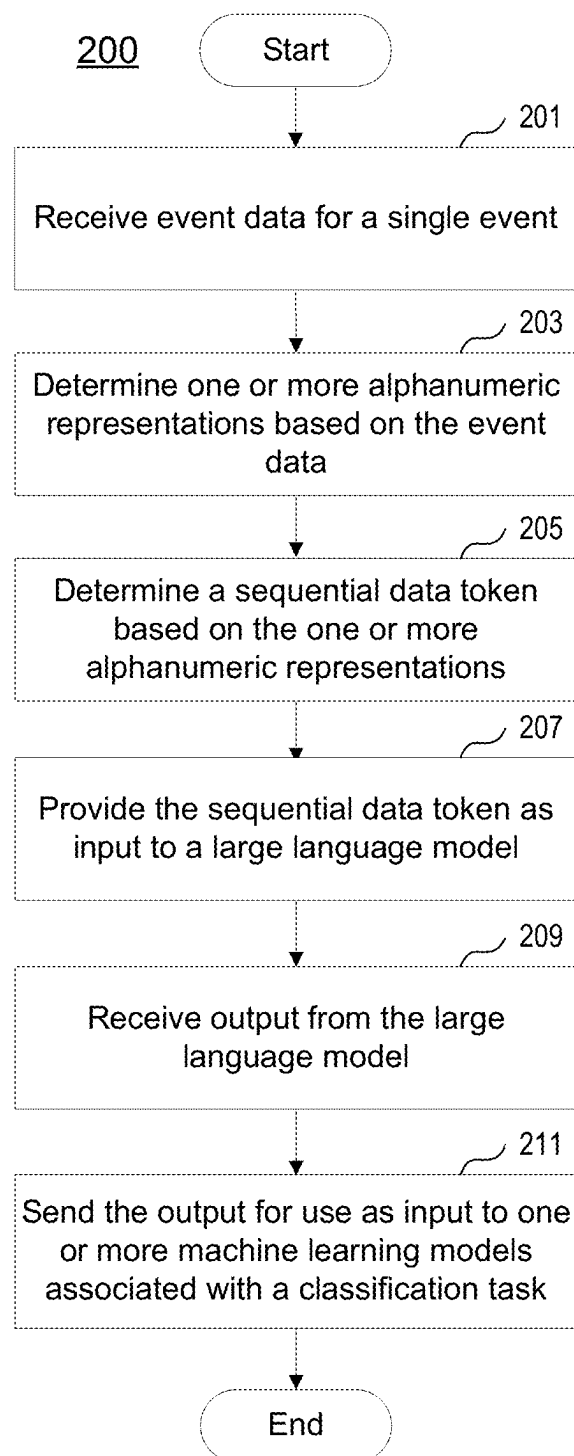 200
Start
201
Receive event data for a single event
203
Determine one or more alphanumeric
representations based on the event
data
205
Determine a sequential data token
based on the one or more
alphanumeric representations
207
Provide the sequential data token as
input to a large language model
209
Receive output from the large
language model
211
Send the output for use as input to one
or more machine learning models
associated with a classification task
End